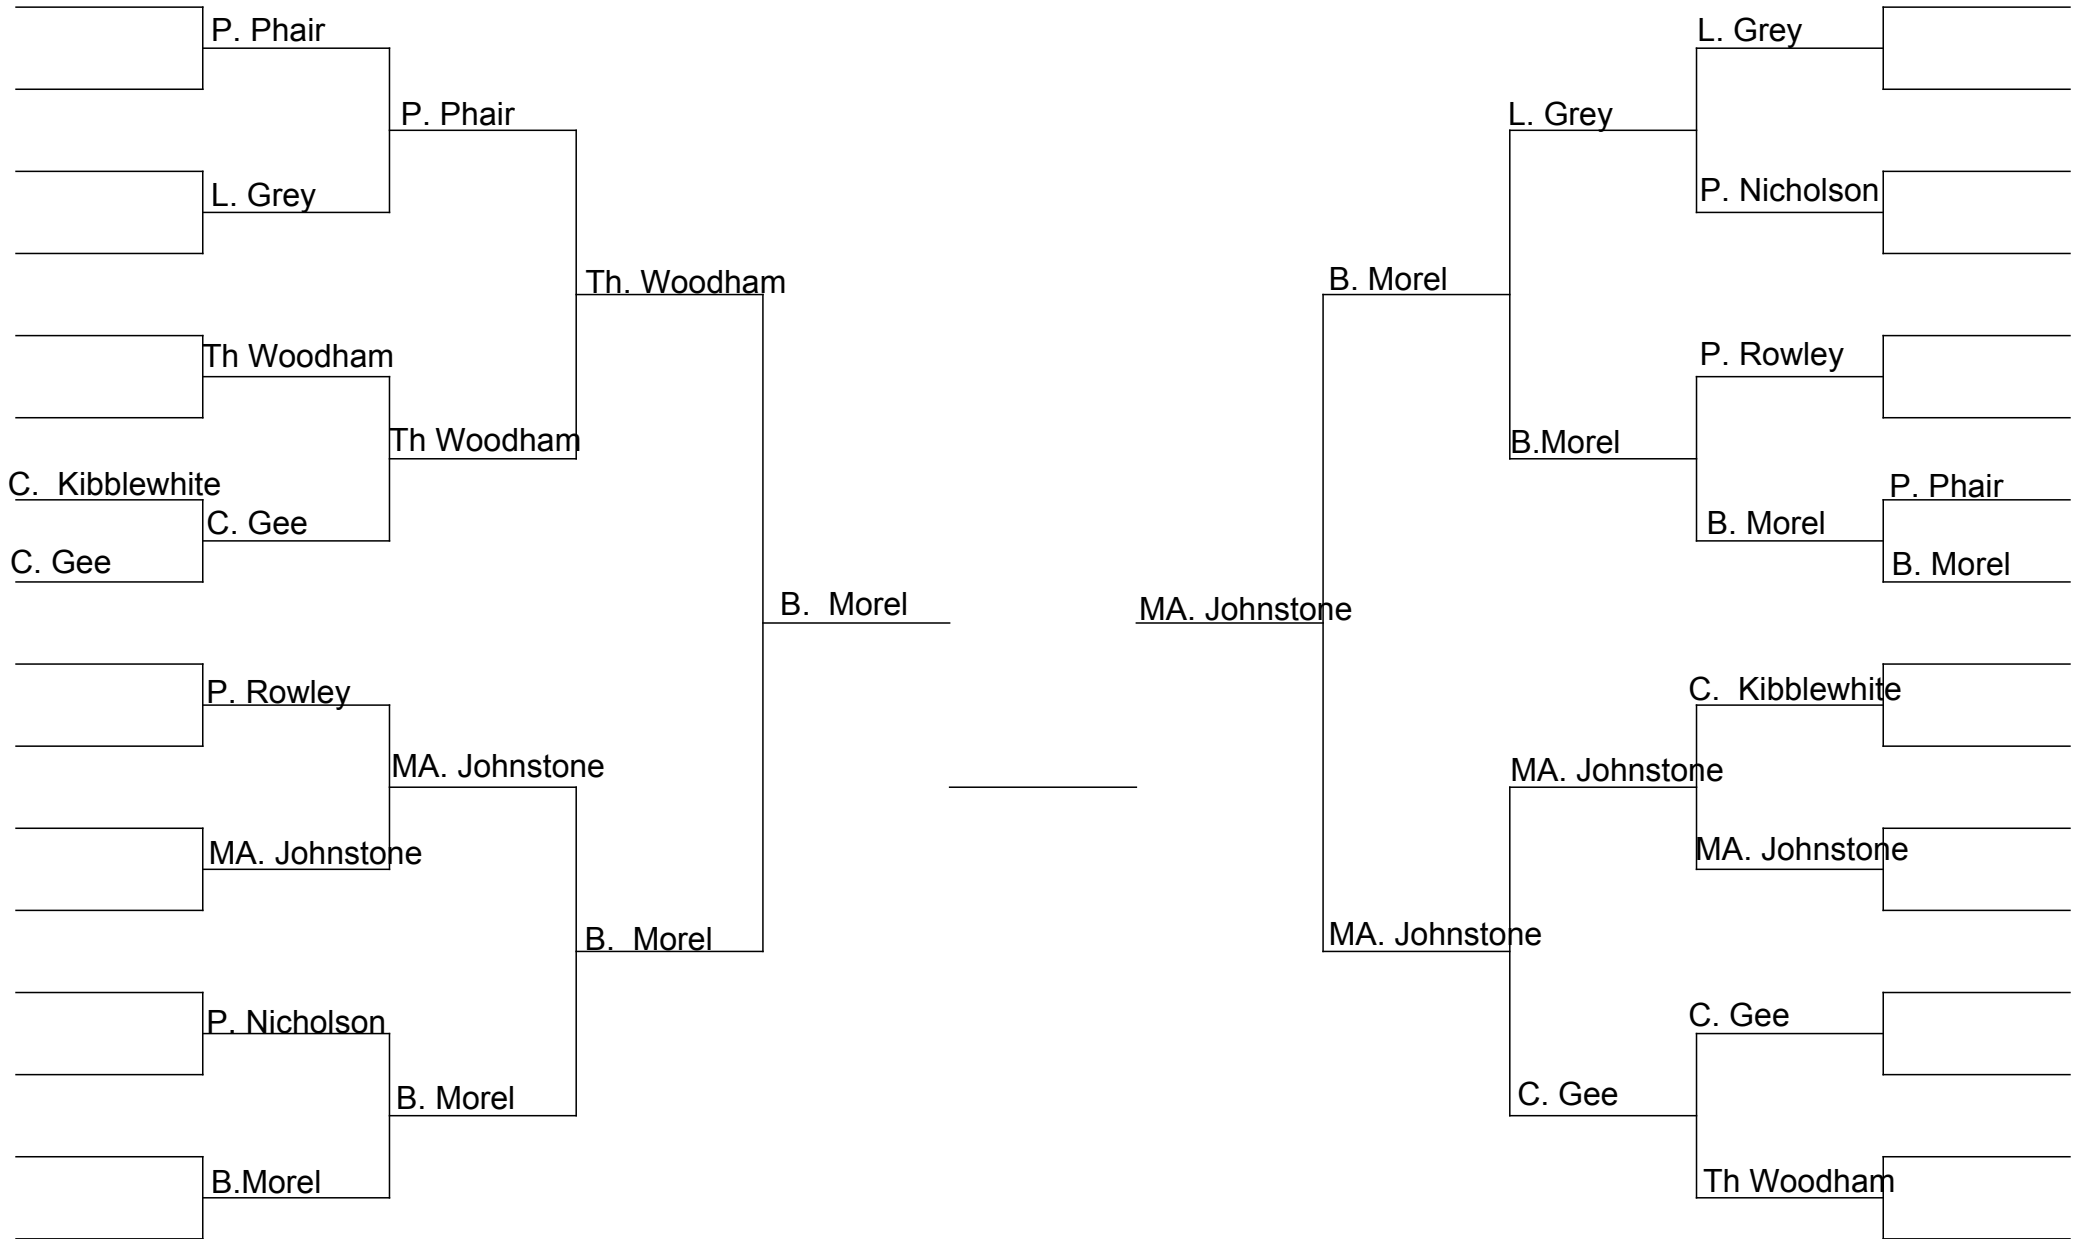 P. Phair
P. Phair
L. Grey
Th. Woodham
Th Woodham
Th Woodham
C.  Kibblewhite
C. Gee
C. Gee
B.  Morel
P. Rowley
MA. Johnstone
MA. Johnstone
B.  Morel
P. Nicholson
B. Morel
B.Morel
L. Grey
L. Grey
P. Nicholson
B. Morel
P. Rowley
B.Morel
P. Phair
B. Morel
B. Morel
MA. Johnstone
C.  Kibblewhite
MA. Johnstone
MA. Johnstone
MA. Johnstone
C. Gee
C. Gee
Th Woodham